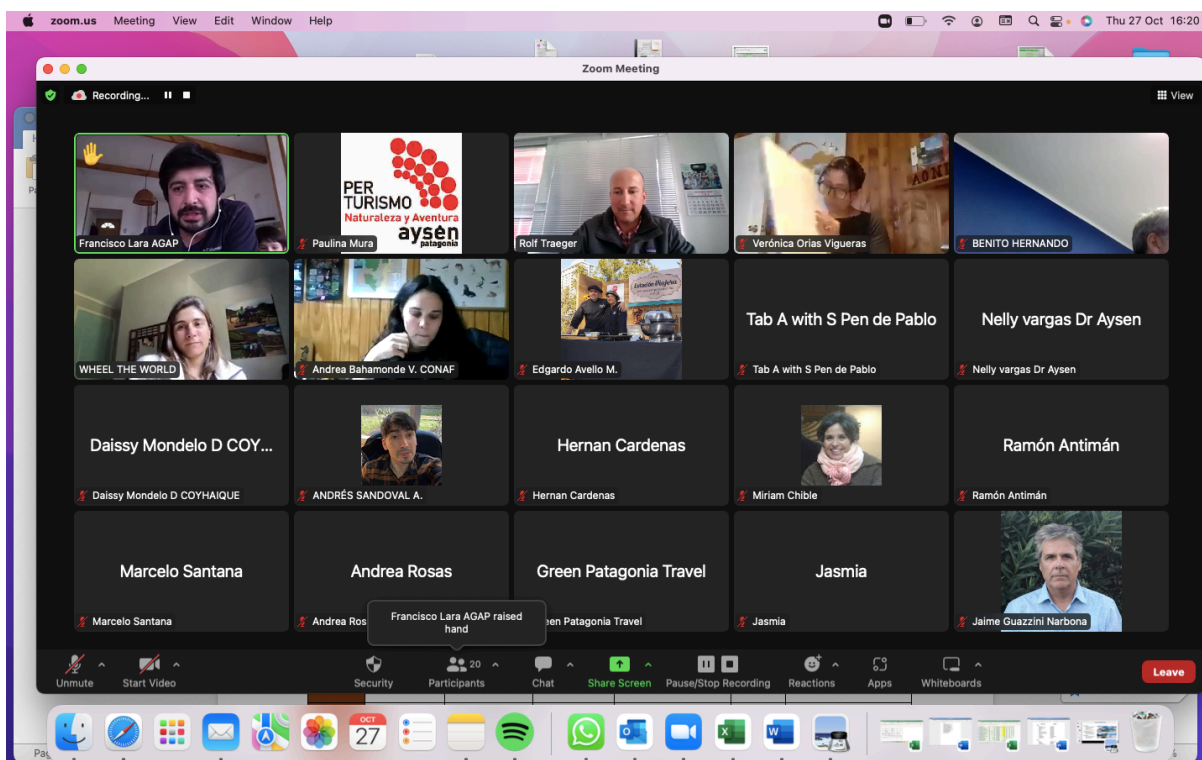 zoom.us Meeting View Edit Window Help Thu 27 Oct 16:20
Zoom Meeting
Recording... View
PER
TURISMO
Naturaleza y Aventura
aysén
patagonia
Francisco Lara AGAP
Paulina Mura
Rolf Traeger
Verónica Orias Vigueras
BENITO HERNANDO
WHEEL THE WORLD
Andrea Bahamonde V. CONAF
Edgardo Avello M.
Tab A with S Pen de Pablo
Tab A with S Pen de Pablo
Nelly vargas Dr Aysen
Nelly vargas Dr Aysen
Daissy Mondelo D COY...
Daissy Mondelo D COYHAIQUE
ANDRÉS SANDOVAL A.
Hernan Cardenas
Hernan Cardenas
Miriam Chible
Ramón Antimán
Ramón Antimán
Marcelo Santana
Marcelo Santana
Andrea Rosas
Andrea Ros
Green Patagonia Travel
een Patagonia Travel
Jasmia
Jasmia
Jaime Guazzini Narbona
Francisco Lara AGAP raised
hand
20
Unmute Start Video Security Participants Chat Share Screen Pause/Stop Recording Reactions Apps Whiteboards Leave
OCT
27